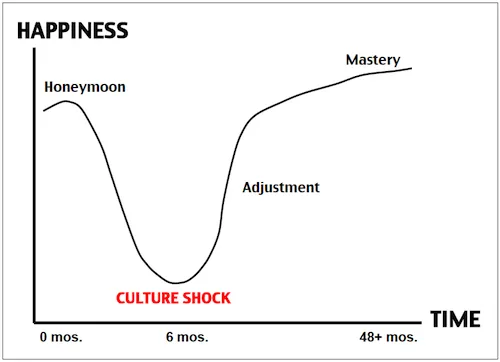 HAPPINESS
Mastery
Honeymoon
Adjustment
CULTURE SHOCK
TIME
0 mos.
6 mos.
48+ mos.